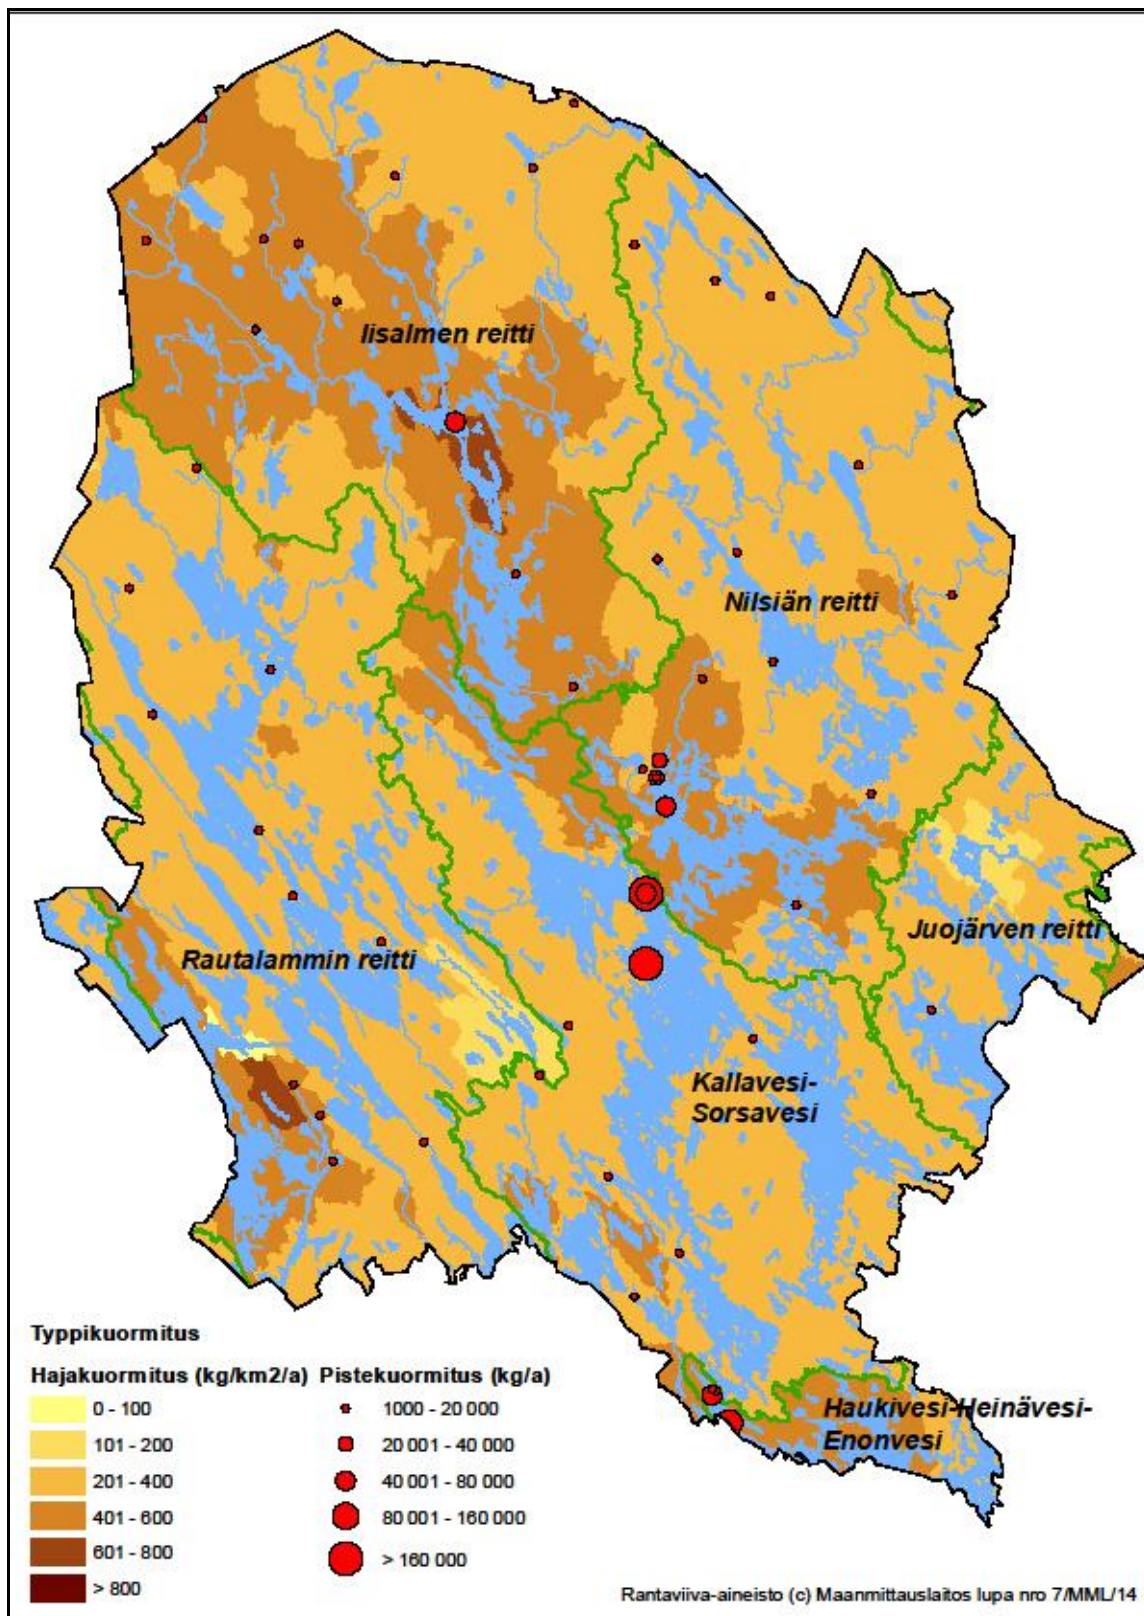 Iisalmen reitti
Nilsiän reitti
Juojärven reitti
Rautalammin reitti
Kallavesi-
Sorsavesi
Haukivesi-Heinävesi-
Enonvesi
Typpikuormitus
Hajakuormitus (kg/km2/a)
0 - 100
101 - 200
201 - 400
401 - 600
601 - 800
> 800
Pistekuormitus (kg/a)
1000 - 20 000
20 001 - 40 000
40 001 - 80 000
80 001 - 160 000
> 160 000
Rantaviiva-aineisto (c) Maanmittauslaitos lupa nro 7/MML/14